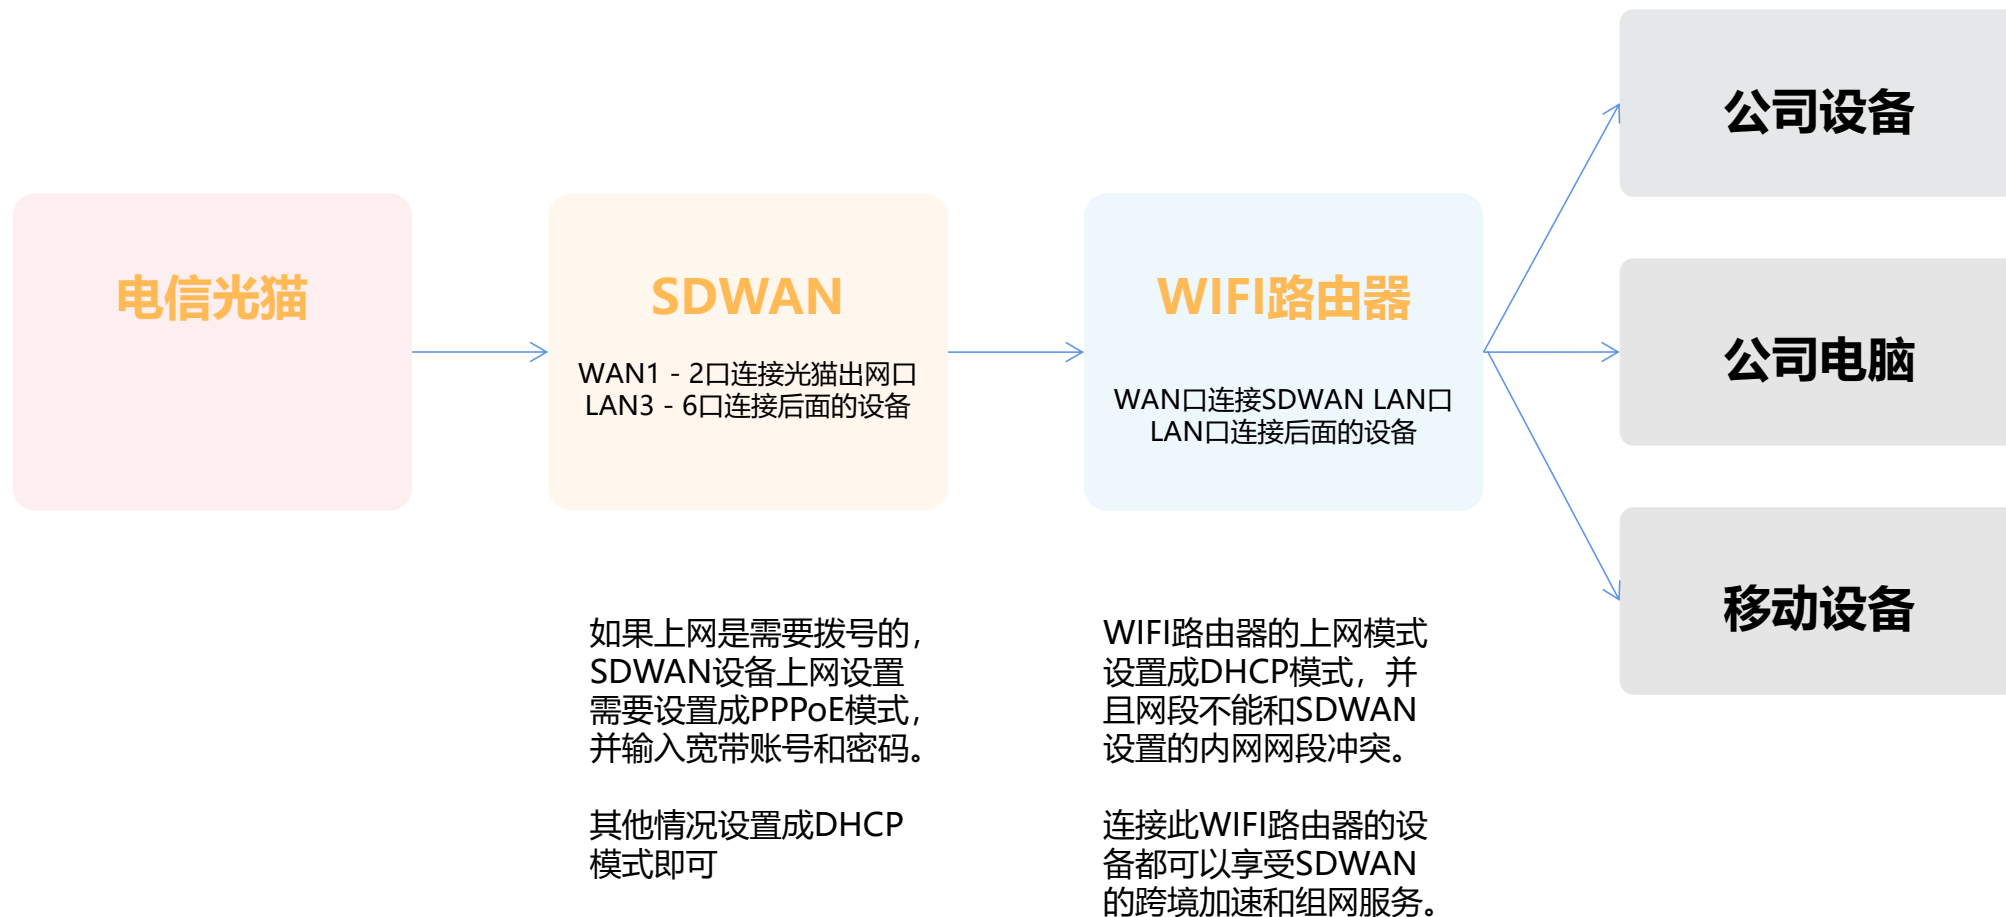 电信光猫
SDWAN
WAN1 - 2口连接光猫出网口
LAN3 - 6口连接后面的设备
WIFI路由器
WAN口连接SDWAN LAN口
LAN口连接后面的设备
公司设备
公司电脑
移动设备
如果上网是需要拨号的，
SDWAN设备上网设置
需要设置成PPPoE模式，
并输入宽带账号和密码。
其他情况设置成DHCP
模式即可
WIFI路由器的上网模式
设置成DHCP模式，并
且网段不能和SDWAN
设置的内网网段冲突。
连接此WIFI路由器的设
备都可以享受SDWAN
的跨境加速和组网服务。